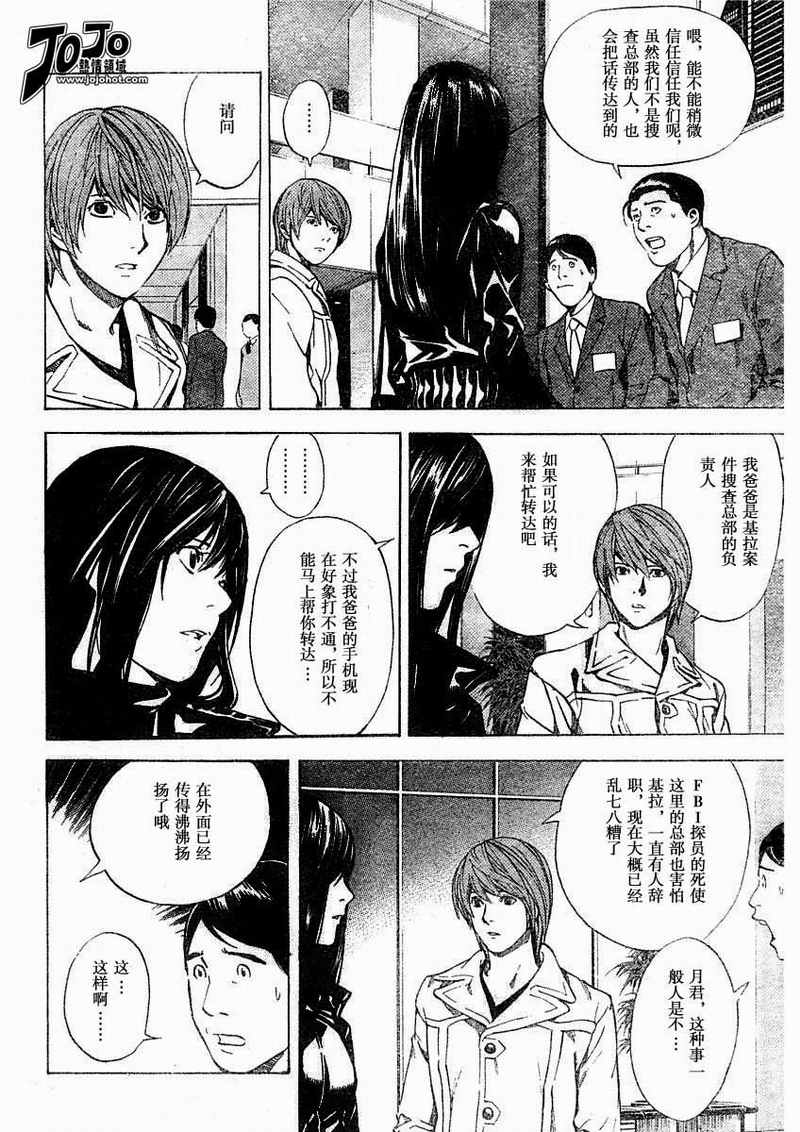 JOJO
熱情領域
www.jojohot.com
喂，能不能稍微
信任信任我们呢，
虽然我们不是搜
查总部的人，也
会把话传达到的
……
请问
我爸爸是基拉案
件搜查总部的负
责人
如果可以的话，我
来帮忙转达吧
………
………
不过我爸爸的手机现
在好象打不通，所以不
能马上帮你转达…
FBI探员的死使
这里的总部也害怕
基拉，一直有人辞
职，现在大概已经
乱七八糟了
月君，这种事一
般人是不…
在外面已经
传得沸沸扬
扬了哦
这…
这样啊………